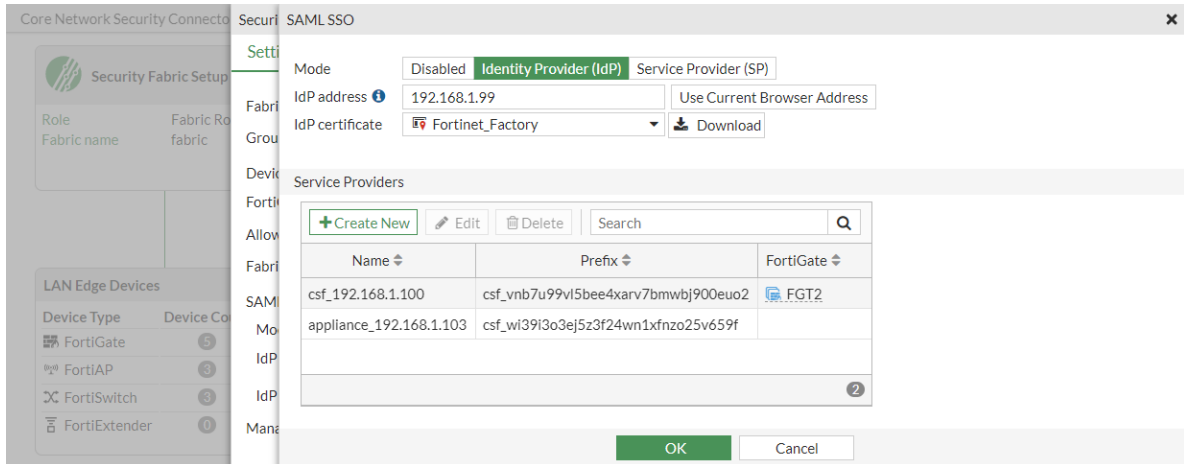 Core Network Security Connecto
Security Fabric Setup
Role Fabric Ro
Fabric name fabric
LAN Edge Devices
Device Type Device Co
FortiGate 5
FortiAP 3
FortiSwitch 3
FortiExtender 0
Securi
Setti
Fabri
Grou
Devic
Forti
Allow
Fabri
SAM
Mo
IdP
IdP
Mana
SAML SSO
Mode Disabled Identity Provider (IdP) Service Provider (SP)
IdP address 192.168.1.99 Use Current Browser Address
IdP certificate Fortinet_Factory Download
Service Providers
Create New Edit Delete Search
Name Prefix FortiGate
csf_192.168.1.100 csf_vnb7u99vl5bee4xarv7bmwbj900euo2 FGT2
appliance_192.168.1.103 csf_wi39i3o3ej5z3f24wn1xfnzo25v659f
2
OK Cancel